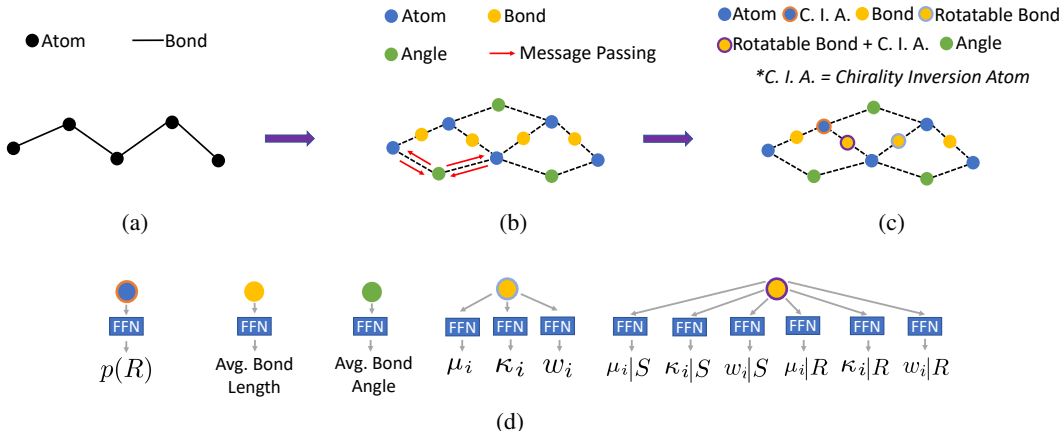 Atom Bond
Atom Bond
Angle Message Passing
Atom C. I. A. Bond Rotatable Bond
Rotatable Bond + C. I. A. Angle
*C. I. A. = Chirality Inversion Atom
(a)
(b)
(c)
FFN FFN FFN FFN FFN FFN FFN FFN FFN FFN FFN FFN
p(R)
Avg. Bond
Length
Avg. Bond
Angle
μᵢ κᵢ wᵢ
μᵢ|S κᵢ|S wᵢ|S μᵢ|R κᵢ|R wᵢ|R
(d)